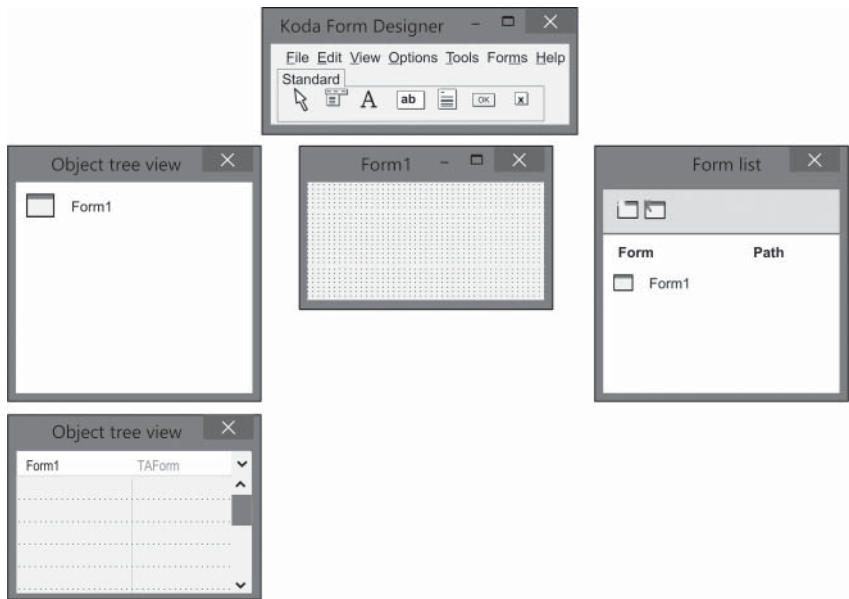 Koda Form Designer
File Edit View Options Tools Forms Help
Standard
A ab OK x
Object tree view
Form1
Form1
Form list
Form Path
Form1
Object tree view
Form1 TAForm